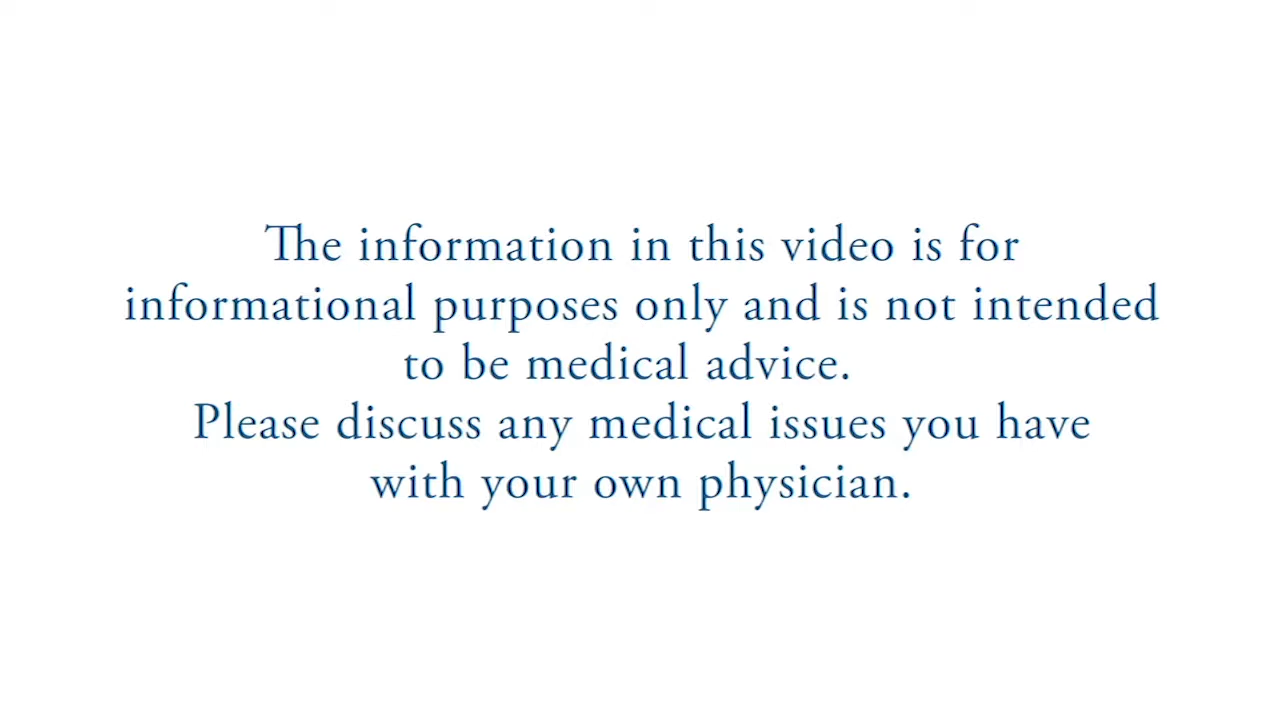 The information in this video is for
informational purposes only and is not intended
to be medical advice.
Please discuss any medical issues you have
with your own physician.